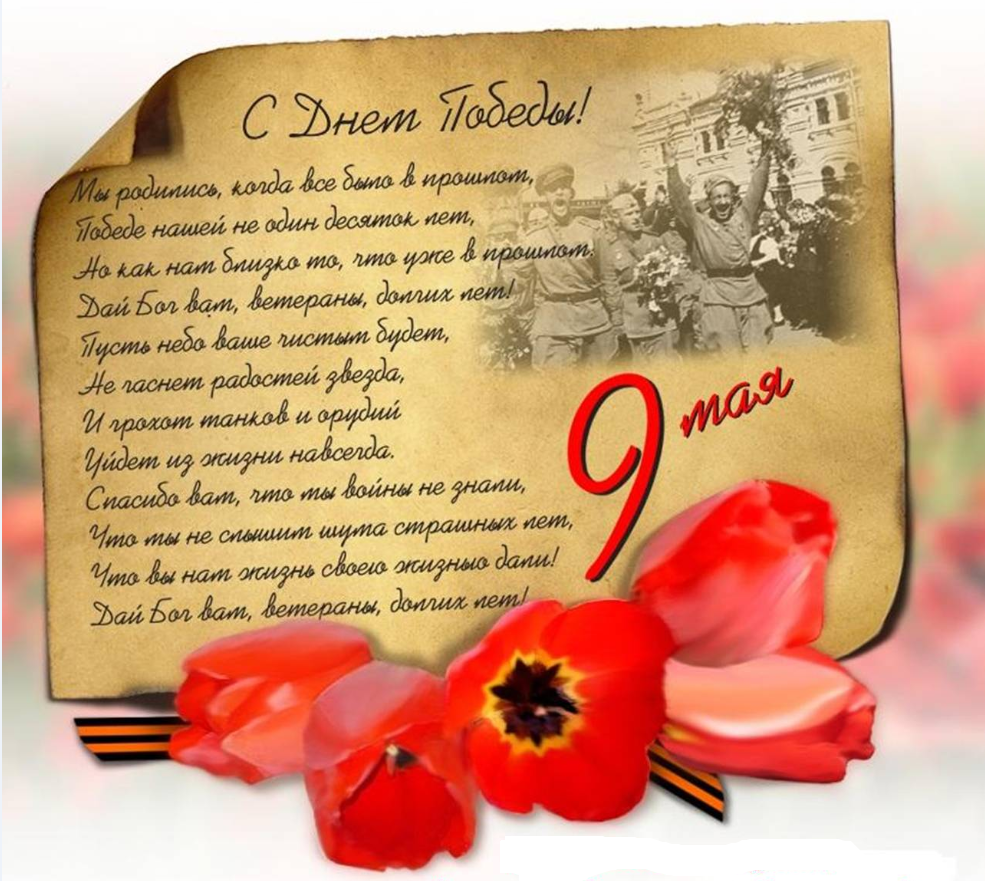 С Днем Победы!
Мы родились, когда все было в прошлом,
Победе нашей не один десяток лет,
Но как нам близко то, что уже в прошлом.
Дай Бог вам, ветераны, долгих лет!
Пусть небо ваше чистым будет,
Не гаснет радостей звезда,
И грохот танков и орудий
Уйдет из жизни навсегда.
Спасибо вам, что мы войны не знали,
Что мы не слышим шума страшных лет,
Что вы нам жизнь своею жизнью дали!
Дай Бог вам, ветераны, долгих лет!
9 мая